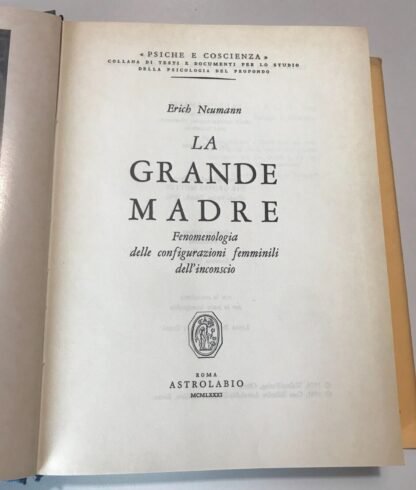 « PSICHE E COSCIENZA »
COLLANA DI TESTI E DOCUMENTI PER LO STUDIO
DELLA PSICOLOGIA DEL PROFONDO
Erich Neumann
LA
GRANDE
MADRE
Fenomenologia
delle configurazioni femminili
dell'inconscio
ROMA
ASTROLABIO
MCMLXXXI